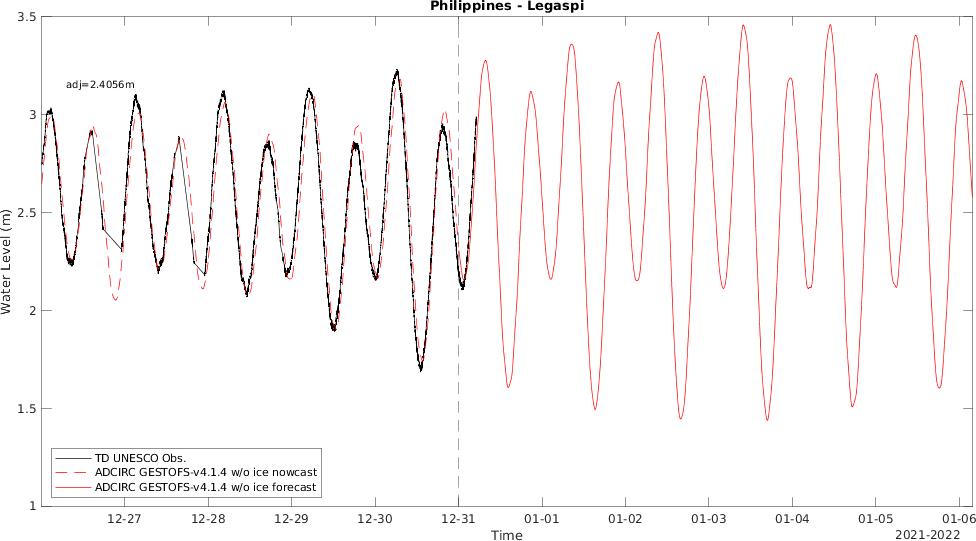 Philippines - Legaspi
3.5
adj=2.4056m
3
2.5
Water Level (m)
2
1.5
TD UNESCO Obs.
ADCIRC GESTOFS-v4.1.4 w/o ice nowcast
ADCIRC GESTOFS-v4.1.4 w/o ice forecast
1
12-27 12-28 12-29 12-30 12-31 01-01 01-02 01-03 01-04 01-05 01-06
Time
2021-2022